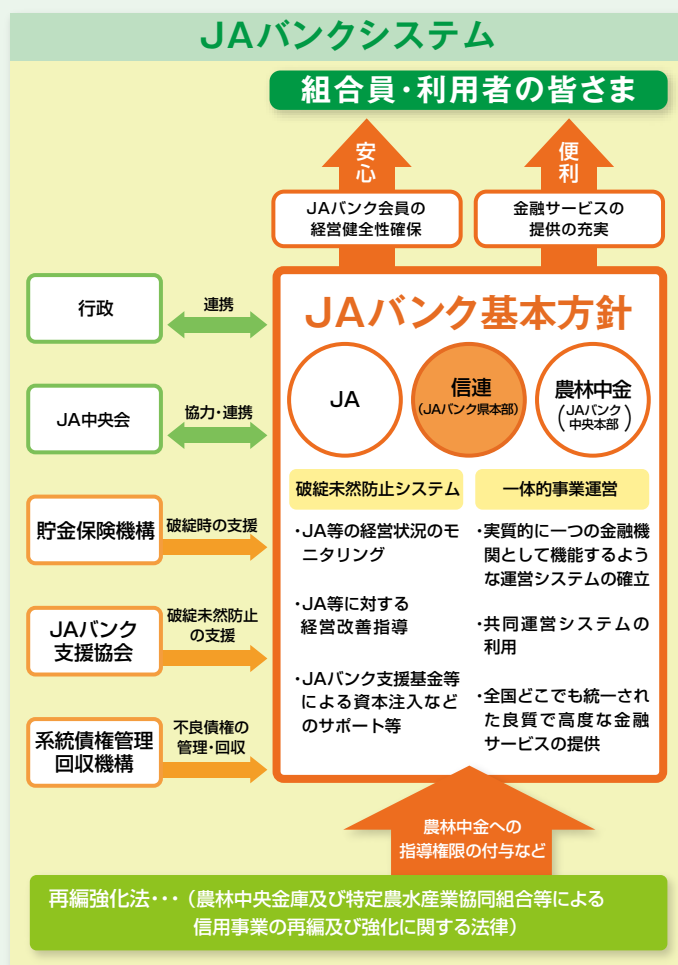 JAバンクシステム
組合員・利用者の皆さま
安心
便利
JAバンク会員の
経営健全性確保
金融サービスの
提供の充実
行政
連携
JA中央会
協力・連携
貯金保険機構
破綻時の支援
JAバンク
支援協会
破綻未然防止
の支援
系統債権管理
回収機構
不良債権の
管理・回収
JAバンク基本方針
JA
信連
(JAバンク県本部)
農林中金
(JAバンク
中央本部)
破綻未然防止システム
・JA等の経営状況のモ
ニタリング
・JA等に対する
経営改善指導
・JAバンク支援基金等
による資本注入など
のサポート等
一体的事業運営
・実質的に一つの金融機
関として機能するよう
な運営システムの確立
・共同運営システムの
利用
・全国どこでも統一され
た良質で高度な金融
サービスの提供
農林中金への
指導権限の付与など
再編強化法・・・（農林中央金庫及び特定農水産業協同組合等による
信用事業の再編及び強化に関する法律）